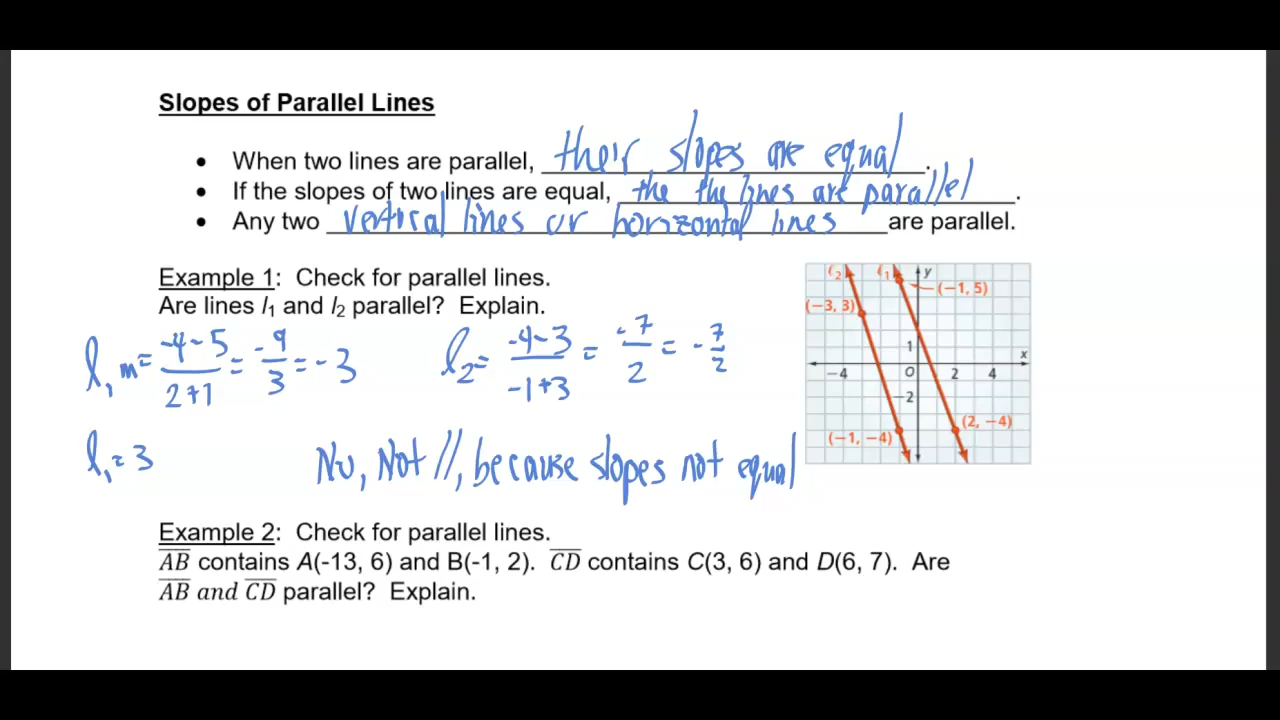 Slopes of Parallel Lines
• When two lines are parallel, their slopes are equal.
• If the slopes of two lines are equal, the the lines are parallel.
• Any two vertical lines or horizontal lines are parallel.
Example 1: Check for parallel lines.
Are lines l1 and l2 parallel? Explain.
l1 m = -4-5/2+1 = -9/3 = -3
l2 = -4-3/-1+3 = -7/2 = -7/2
l1 = 3
No, Not //, because slopes not equal
l2 l1 y
(-1, 5)
(-3, 3)
1
x
-4 O 2 4
-2
(2, -4)
(-1, -4)
Example 2: Check for parallel lines.
AB contains A(-13, 6) and B(-1, 2). CD contains C(3, 6) and D(6, 7). Are
AB and CD parallel? Explain.